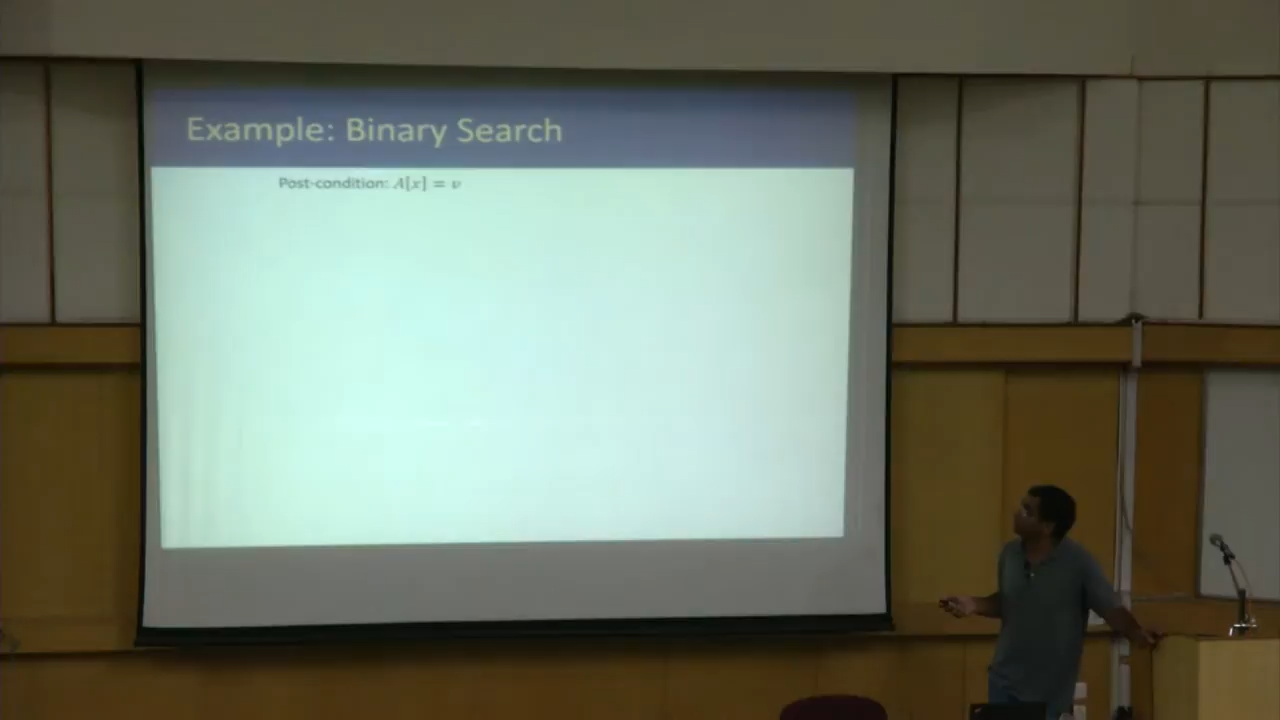 Example: Binary Search
Post-condition: A[x] = v